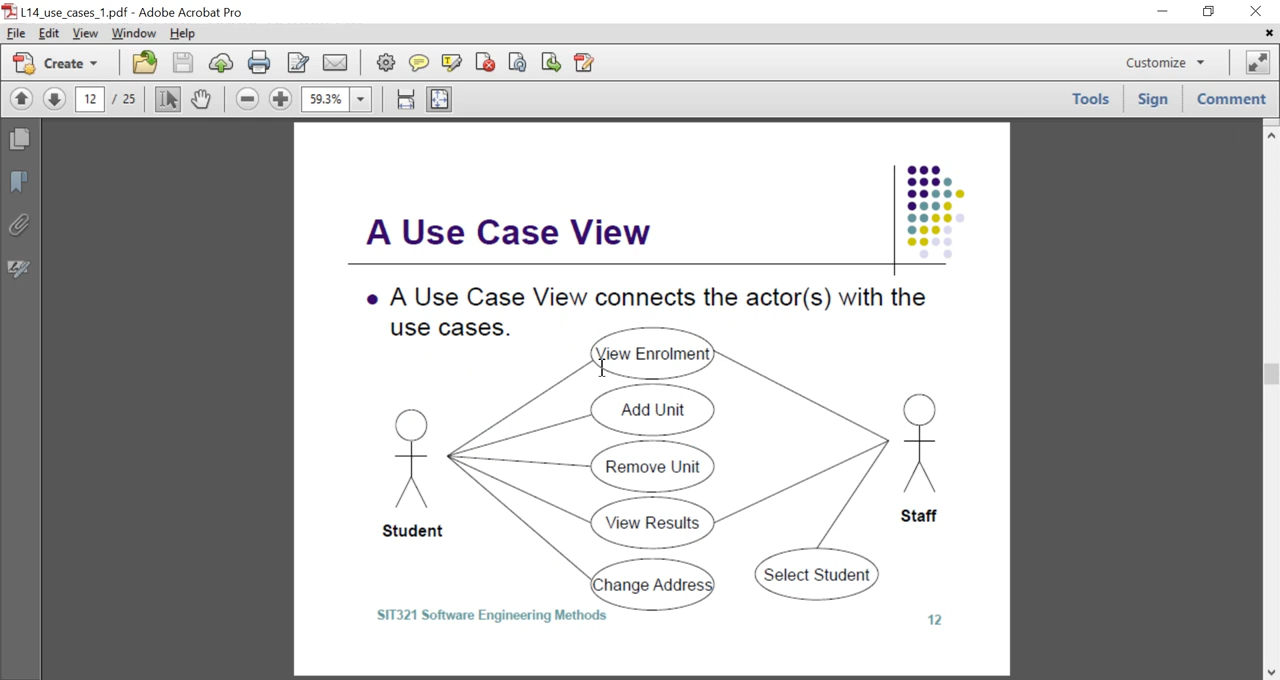 L14_use_cases_1.pdf - Adobe Acrobat Pro
File Edit View Window Help
Create Customize
12 / 25 59.3% Tools Sign Comment
A Use Case View
A Use Case View connects the actor(s) with the
use cases.
View Enrolment
Add Unit
Remove Unit
View Results
Change Address
Select Student
Student
Staff
SIT321 Software Engineering Methods
12